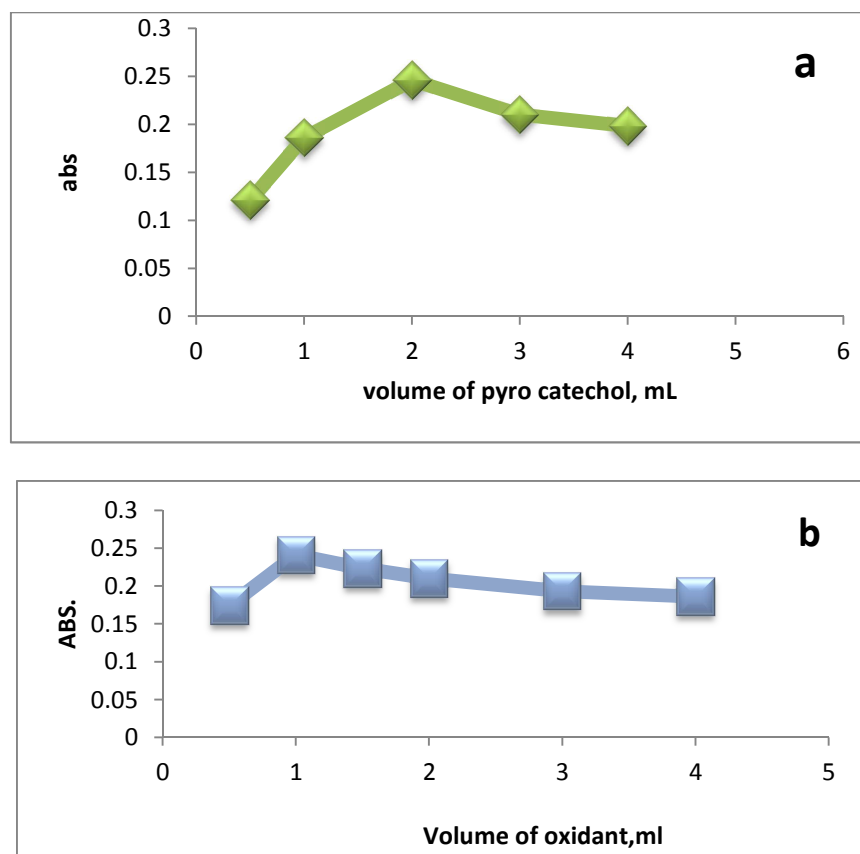 a
0.3
0.25
0.2
0.15
0.1
0.05
0
abs
0 1 2 3 4 5 6
volume of pyro catechol, mL
b
0.3
0.25
0.2
0.15
0.1
0.05
0
ABS.
0 1 2 3 4 5
Volume of oxidant,ml